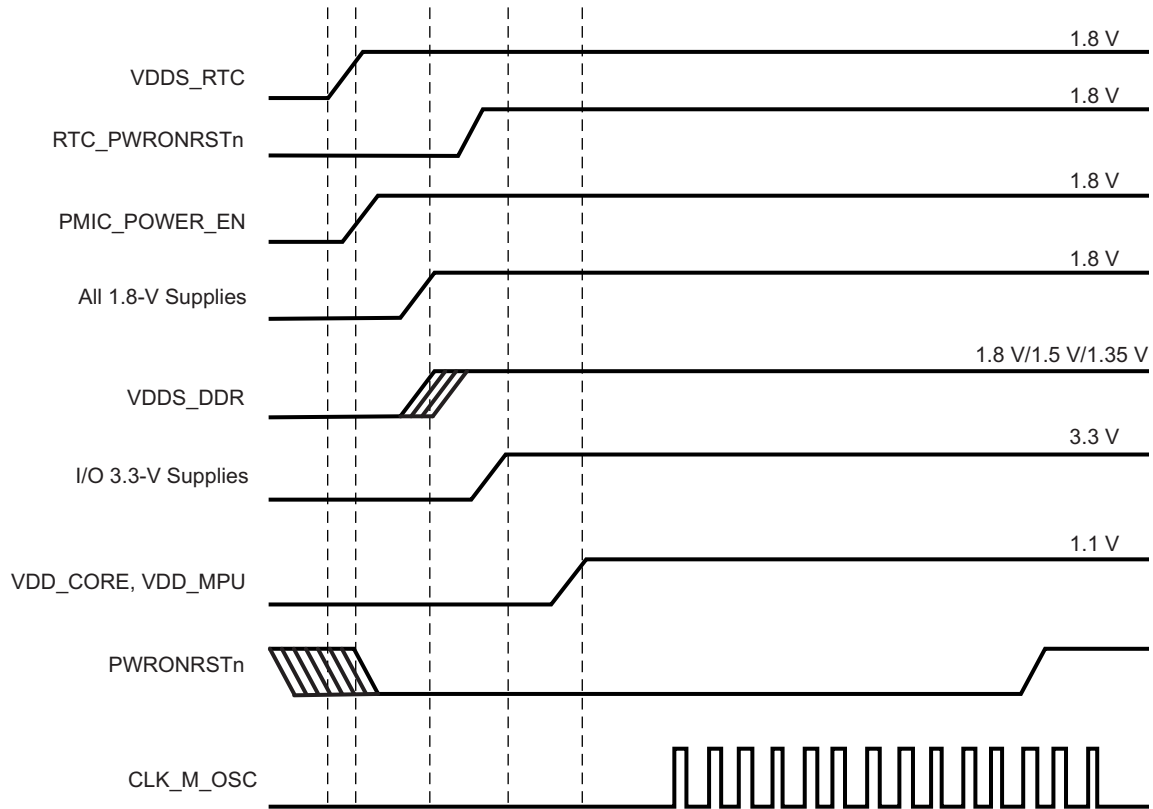 1.8 V
VDDS_RTC
1.8 V
RTC_PWRONRSTn
1.8 V
PMIC_POWER_EN
1.8 V
All 1.8-V Supplies
1.8 V/1.5 V/1.35 V
VDDS_DDR
3.3 V
I/O 3.3-V Supplies
1.1 V
VDD_CORE, VDD_MPU
PWRONRSTn
CLK_M_OSC